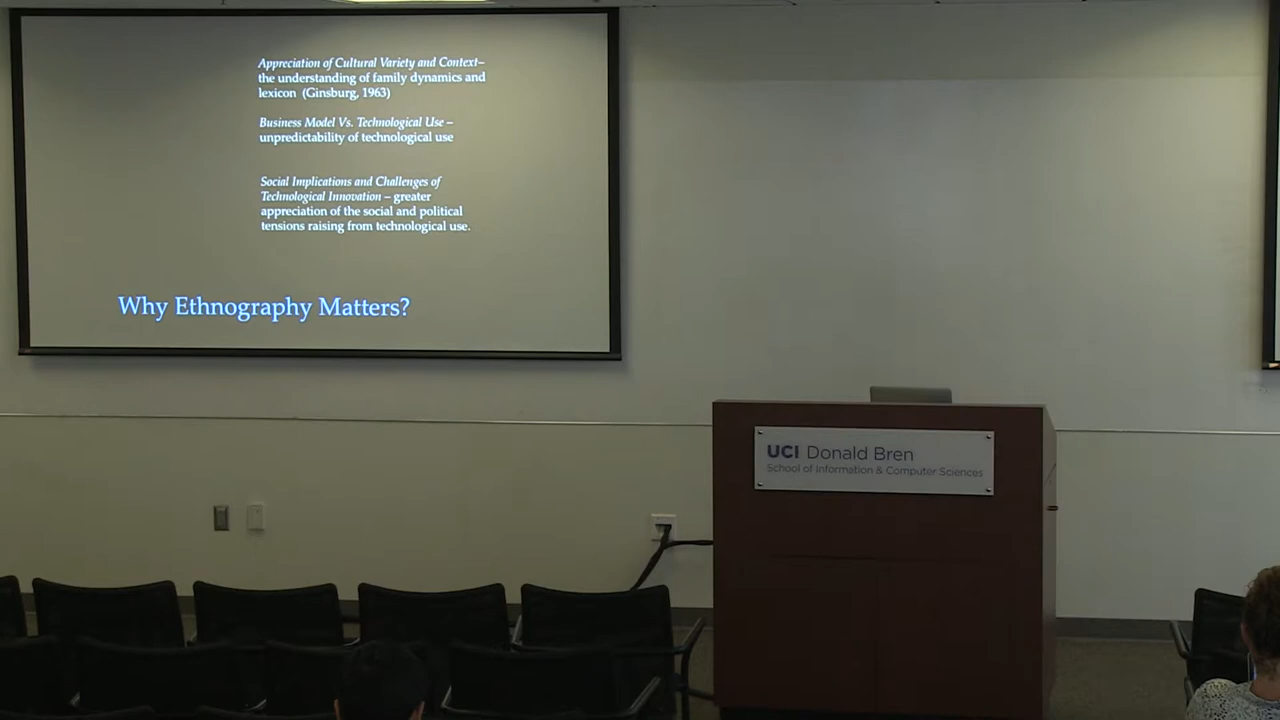 Appreciation of Cultural Variety and Context–
the understanding of family dynamics and
lexicon (Ginsburg, 1963)
Business Model Vs. Technological Use –
unpredictability of technological use
Social Implications and Challenges of
Technological Innovation – greater
appreciation of the social and political
tensions raising from technological use.
Why Ethnography Matters?
UCI Donald Bren
School of Information & Computer Sciences